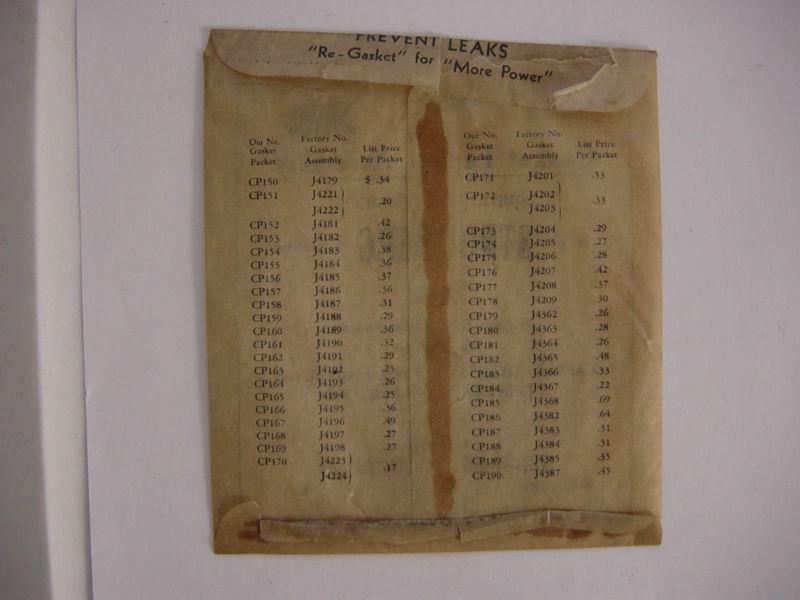 PREVENT LEAKS
"Re-Gasket" for "More Power"
Our No. Gasket Packet Factory No. Gasket Assembly List Price Per Packet
CP150 J4179 $ .34
CP151 J4221
J4222 .20
CP152 J4181 .42
CP153 J4182 .26
CP154 J4183 .38
CP155 J4184 .36
CP156 J4185 .37
CP157 J4186 .36
CP158 J4187 .31
CP159 J4188 .29
CP160 J4189 .36
CP161 J4190 .32
CP162 J4191 .29
CP163 J4192 .25
CP164 J4193 .26
CP165 J4194 .25
CP166 J4195 .36
CP167 J4196 .49
CP168 J4197 .27
CP169 J4198 .27
CP170 J4223
J4224 .17
Our No. Gasket Packet Factory No. Gasket Assembly List Price Per Packet
CP171 J4201 .53
CP172 J4202
J4203 .33
CP173 J4204 .29
CP174 J4205 .27
CP175 J4206 .28
CP176 J4207 .42
CP177 J4208 .37
CP178 J4209 .30
CP179 J4362 .26
CP180 J4363 .28
CP181 J4364 .26
CP182 J4365 .48
CP183 J4366 .33
CP184 J4367 .22
CP185 J4368 .69
CP186 J4382 .64
CP187 J4383 .31
CP188 J4384 .31
CP189 J4385 .35
CP190 J4387 .45